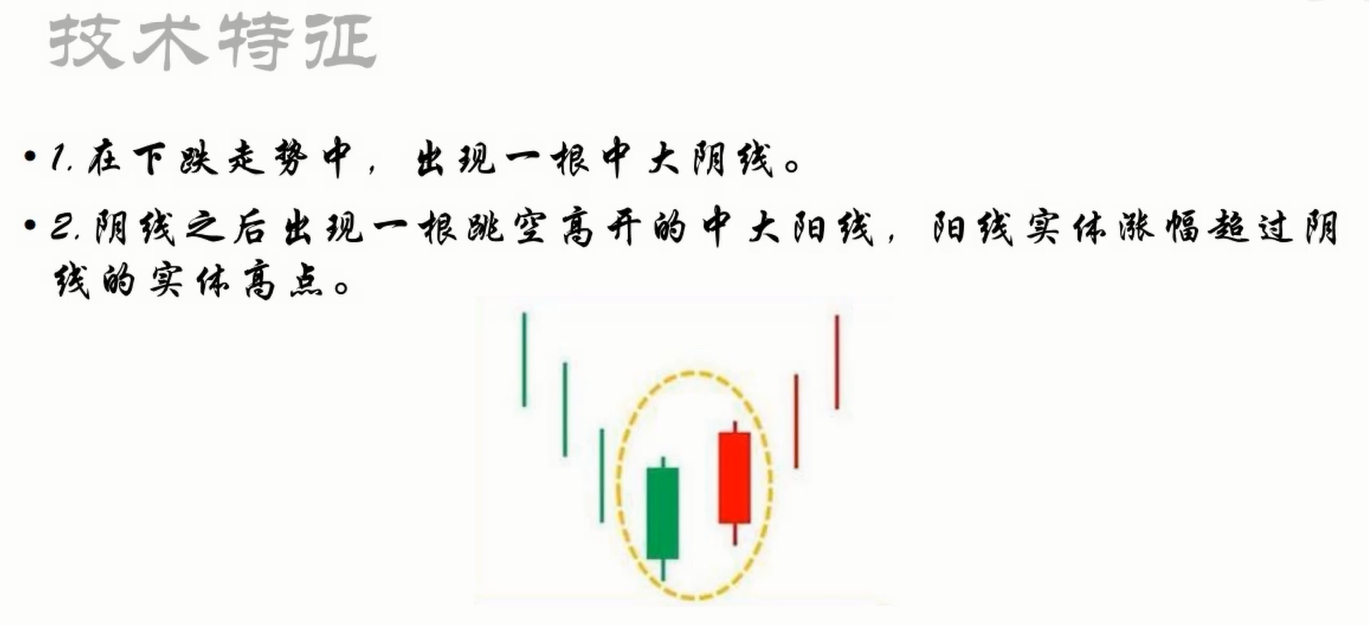 技术特征
•1.在下跌走势中，出现一根中大阴线。
•2.阴线之后出现一根跳空高开的中大阳线，阳线实体涨幅超过阴
线的实体高点。